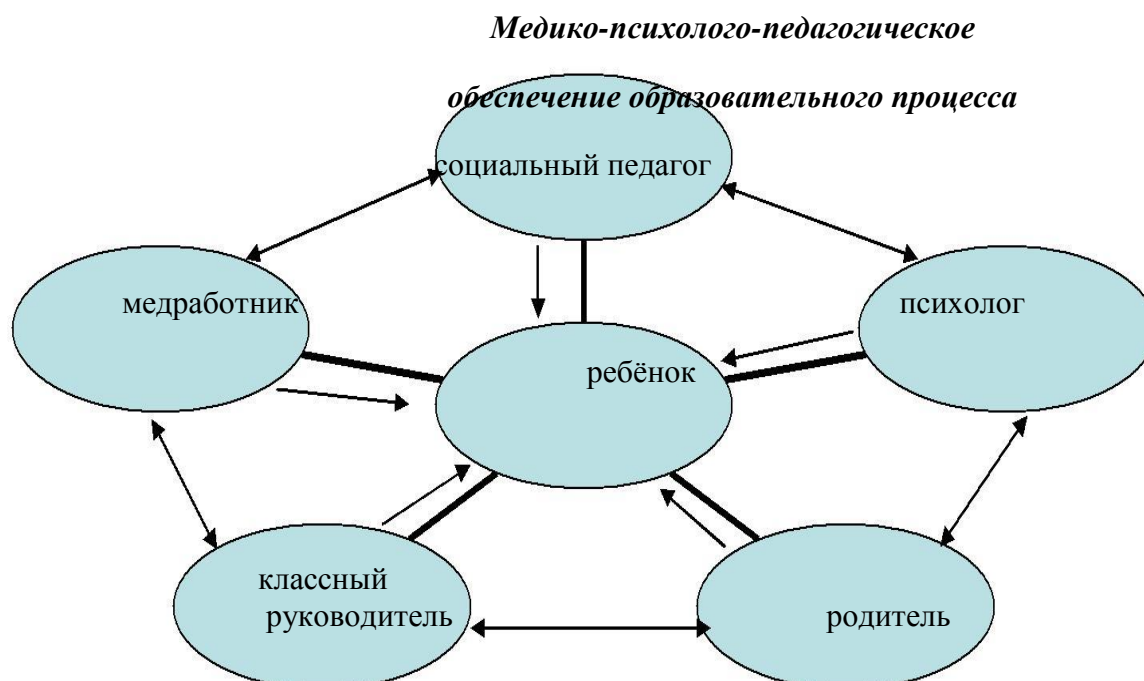 Медико-психолого-педагогическое
обеспечение образовательного процесса
социальный педагог
медработник
психолог
ребёнок
классный
руководитель
родитель